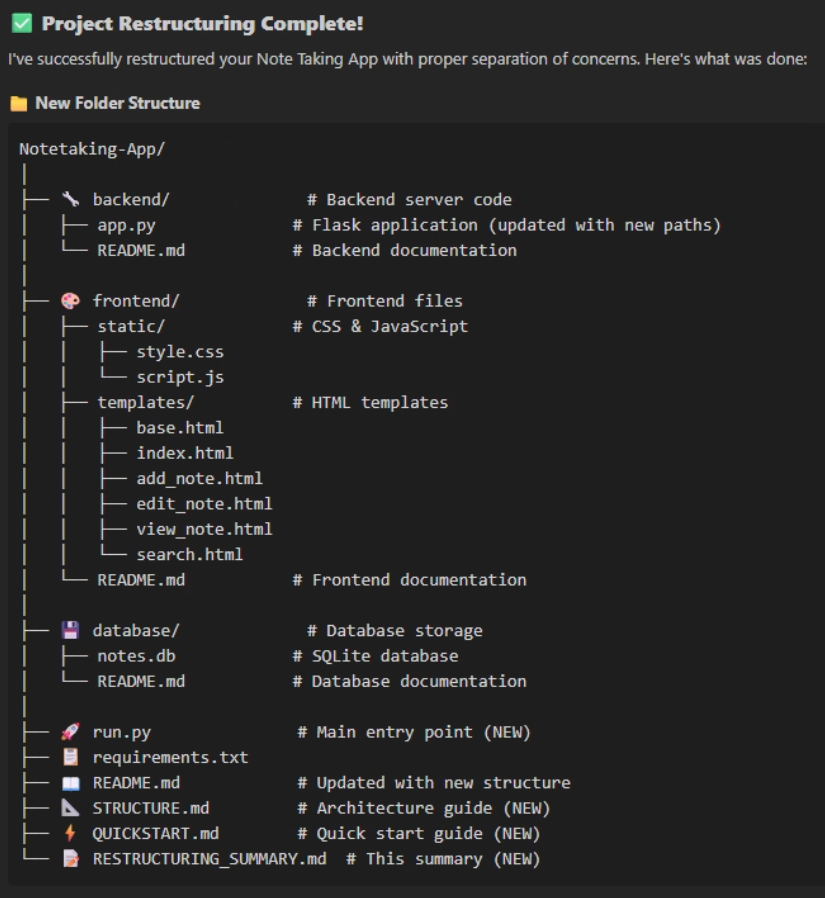 ✅ Project Restructuring Complete!
I've successfully restructured your Note Taking App with proper separation of concerns. Here's what was done:
📁 New Folder Structure
Notetaking-App/
│
├── 🔧 backend/ # Backend server code
│ ├── app.py # Flask application (updated with new paths)
│ └── README.md # Backend documentation
│
├── 🎨 frontend/ # Frontend files
│ ├── static/ # CSS & JavaScript
│ │ ├── style.css
│ │ └── script.js
│ ├── templates/ # HTML templates
│ │ ├── base.html
│ │ ├── index.html
│ │ ├── add_note.html
│ │ ├── edit_note.html
│ │ ├── view_note.html
│ │ └── search.html
│ └── README.md # Frontend documentation
│
├── 💾 database/ # Database storage
│ ├── notes.db # SQLite database
│ └── README.md # Database documentation
│
├── 🚀 run.py # Main entry point (NEW)
├── 📋 requirements.txt
├── 📖 README.md # Updated with new structure
├── 📐 STRUCTURE.md # Architecture guide (NEW)
├── ⚡ QUICKSTART.md # Quick start guide (NEW)
└── 📝 RESTRUCTURING_SUMMARY.md # This summary (NEW)